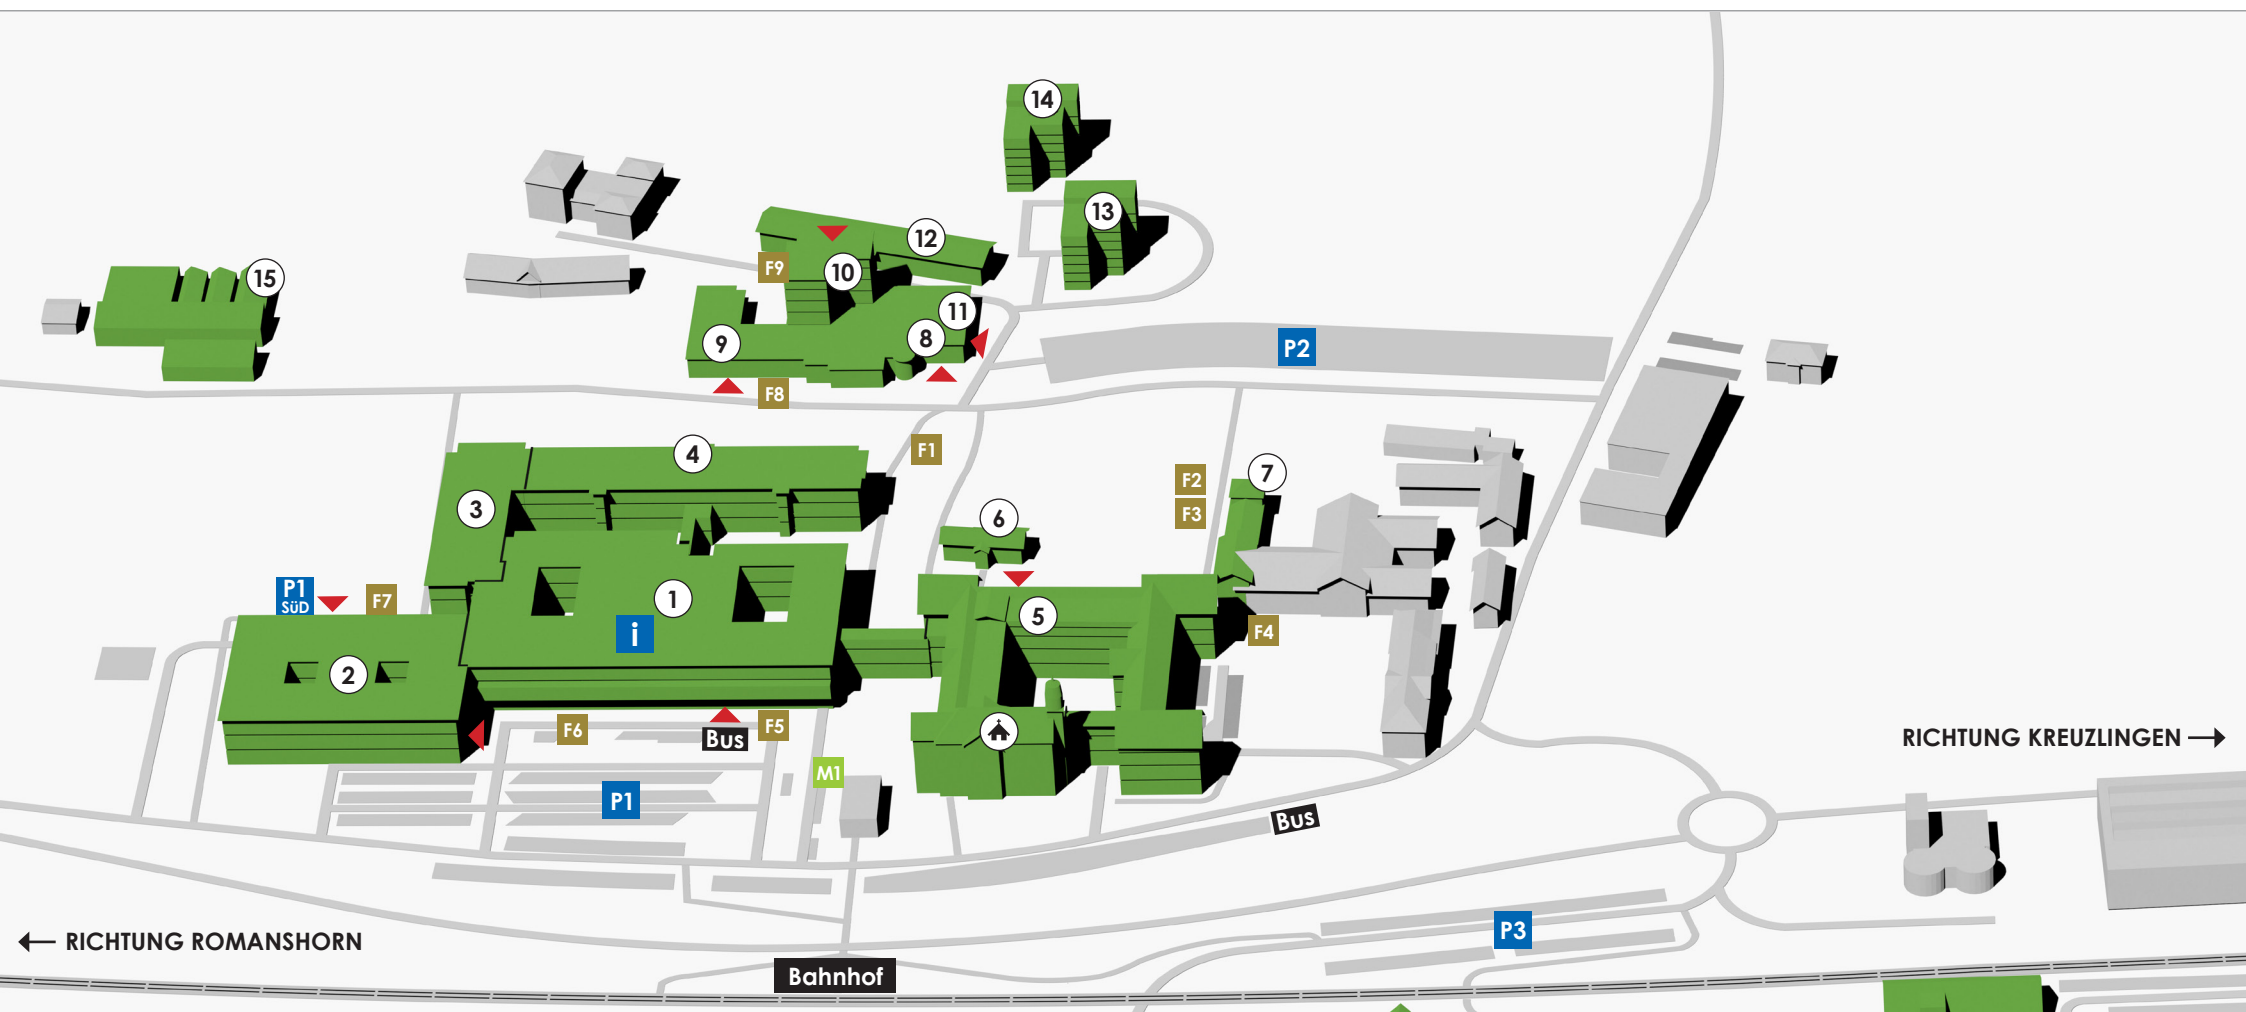 14
13
12
15
F9
10
11
8
9
P2
F8
F1
4
7
F2
3
F3
6
P1
SüD
F7
1
5
i
F4
2
F6
Bus
F5
RICHTUNG KREUZLINGEN
M1
P1
Bus
P3
RICHTUNG ROMANSHORN
Bahnhof